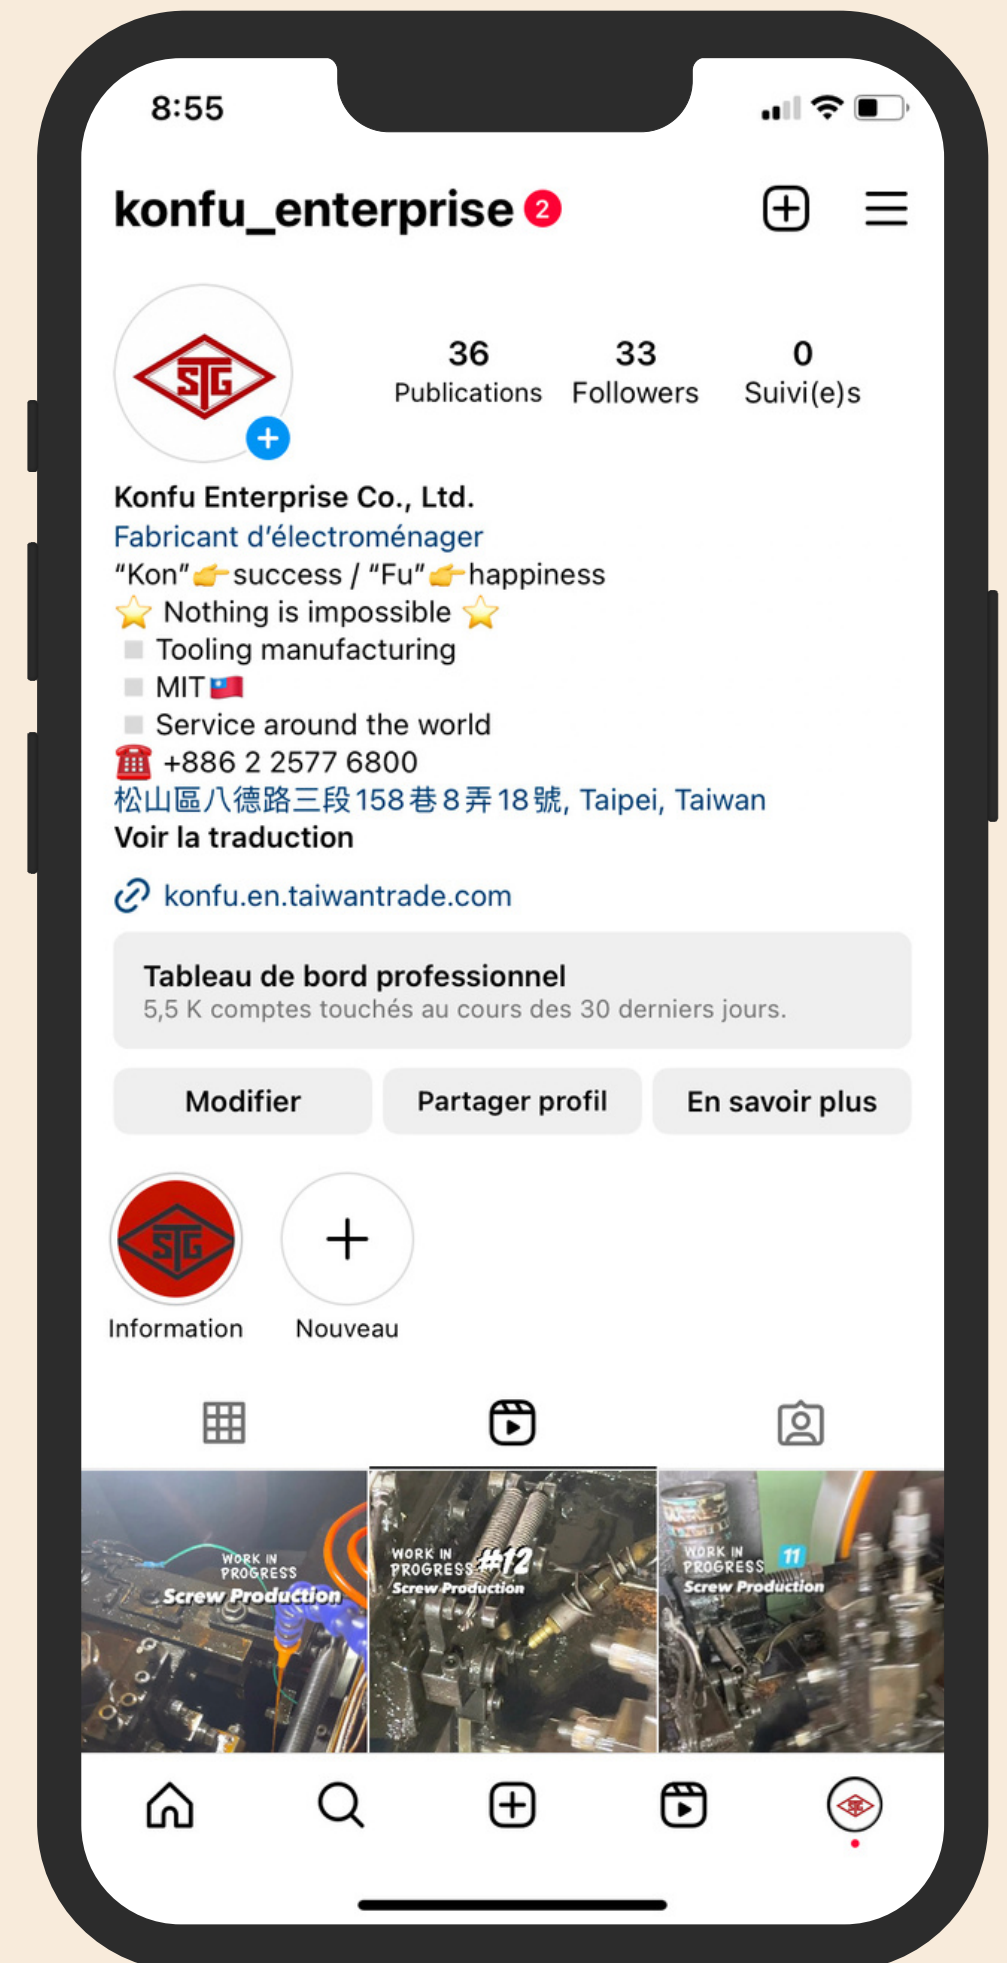 8:55
konfu_enterprise 2
STG
36 33 0
Publications Followers Suivi(e)s
Konfu Enterprise Co., Ltd.
Fabricant d’électroménager
“Kon”👉success / “Fu”👉happiness
⭐ Nothing is impossible ⭐
◽ Tooling manufacturing
◽ MIT🇹🇼
◽ Service around the world
☎️ +886 2 2577 6800
松山區八德路三段158巷8弄18號, Taipei, Taiwan
Voir la traduction
konfu.en.taiwantrade.com
Tableau de bord professionnel
5,5 K comptes touchés au cours des 30 derniers jours.
Modifier Partager profil En savoir plus
STG
Information Nouveau
WORK IN
PROGRESS
Screw Production
WORK IN
PROGRESS #12
Screw Production
WORK IN
PROGRESS 11
Screw Production
STG